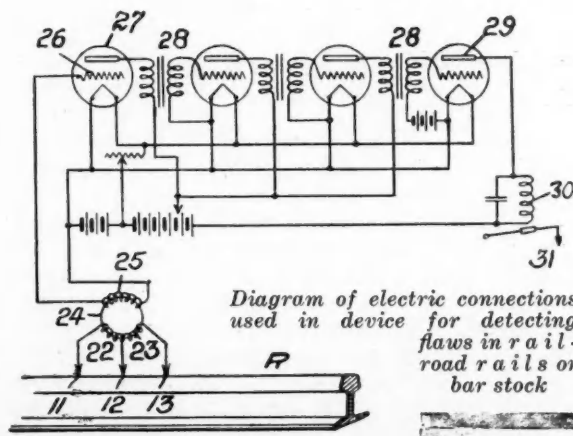 27
26
28
28
29
30
31
25
24
22
23
R
11
12
13
Diagram of electric connections
used in device for detecting
flaws in rail-
road rails or
bar stock